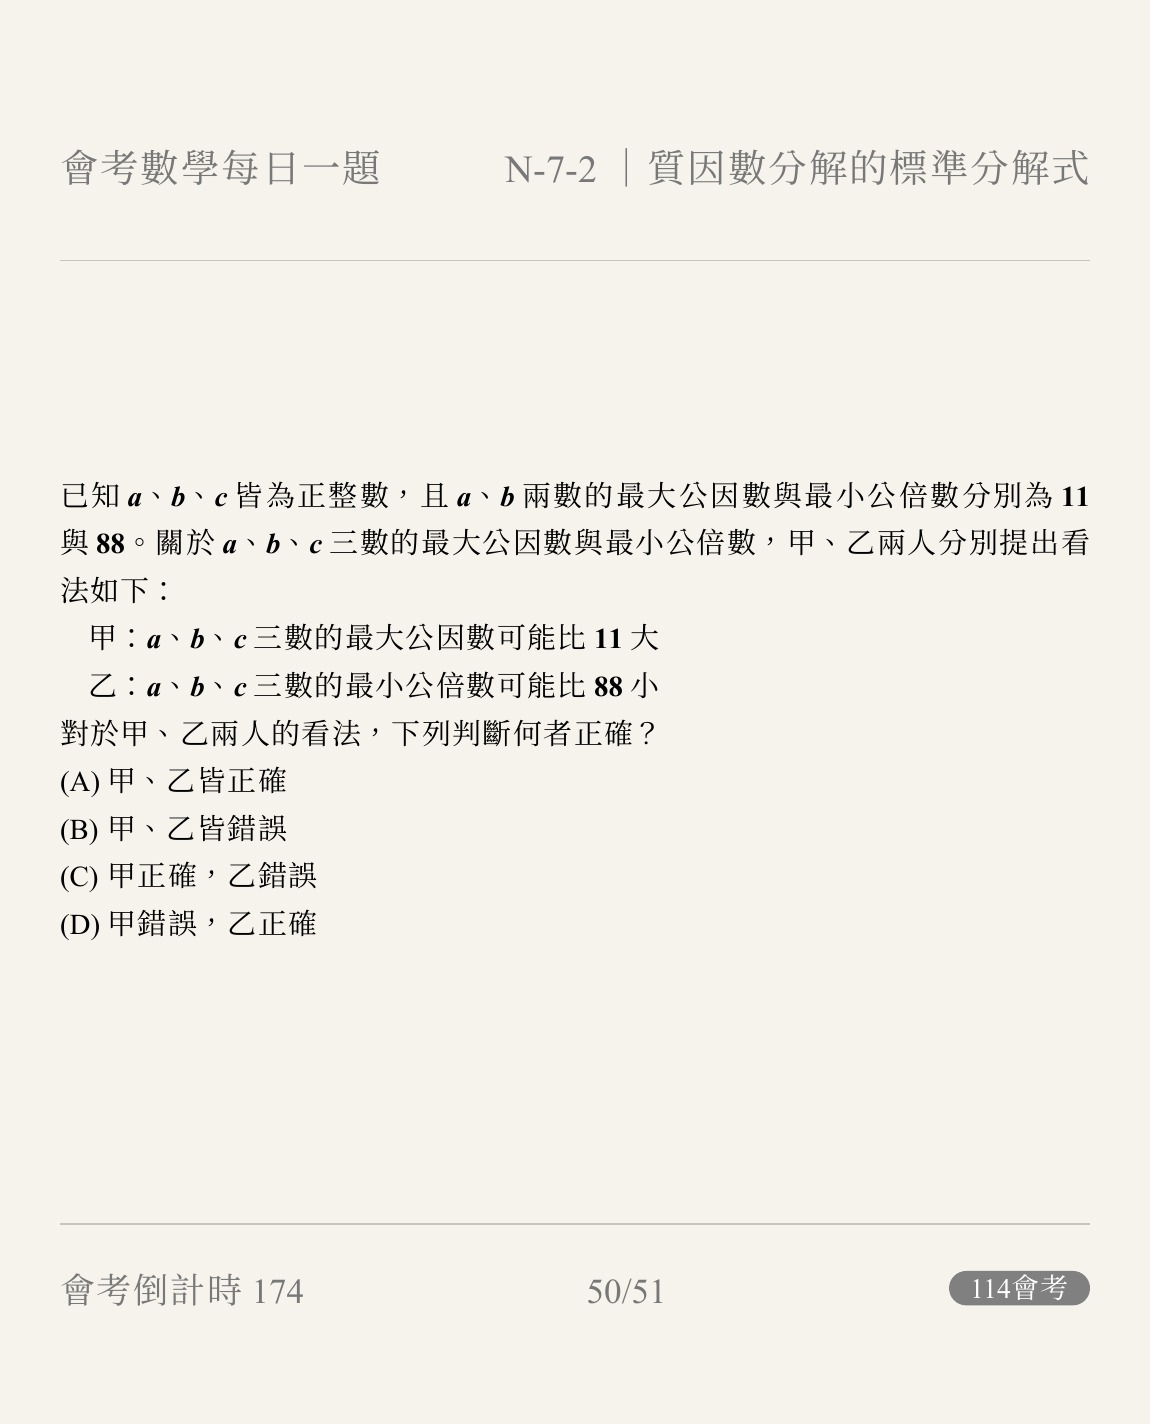 會考數學每日一題
N-7-2 | 質因數分解的標準分解式
已知 a、b、c 皆為正整數，且 a、b 兩數的最大公因數與最小公倍數分別為 11
與 88。關於 a、b、c 三數的最大公因數與最小公倍數，甲、乙兩人分別提出看
法如下：
甲：a、b、c 三數的最大公因數可能比 11 大
乙：a、b、c 三數的最小公倍數可能比 88 小
對於甲、乙兩人的看法，下列判斷何者正確？
(A) 甲、乙皆正確
(B) 甲、乙皆錯誤
(C) 甲正確，乙錯誤
(D) 甲錯誤，乙正確
會考倒計時 174
50/51
114會考